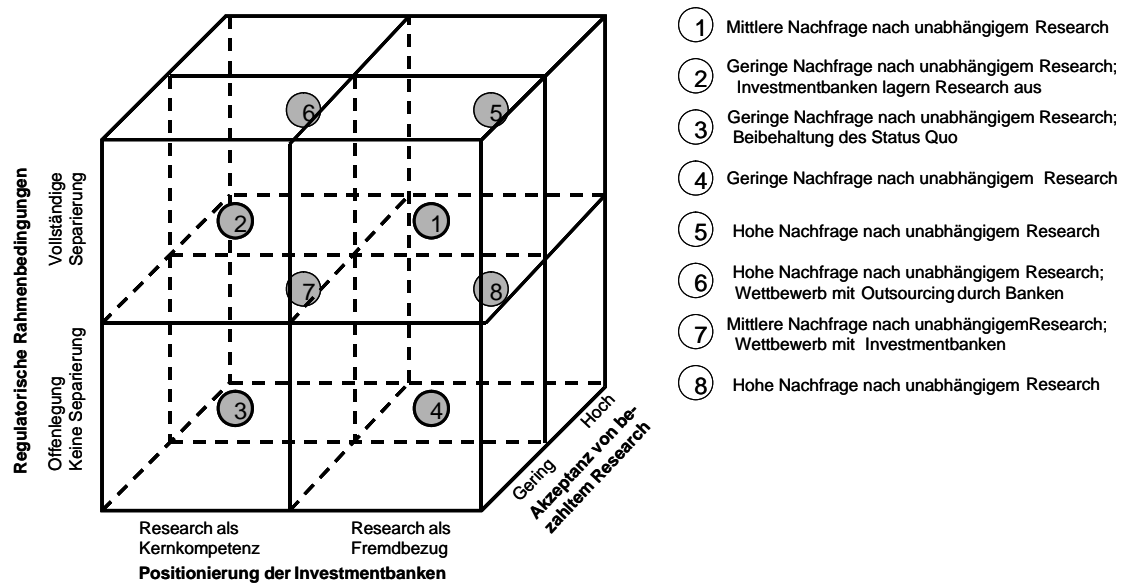 Regulatorische Rahmenbedingungen
Vollständige
Separierung
Offenlegung
Keine Separierung
6
5
2
1
7
8
3
4
Research als
Kernkompetenz
Research als
Fremdbezug
Positionierung der Investmentbanken
Gering
Hoch
Akzeptanz von be-
zahltem Research
1 Mittlere Nachfrage nach unabhängigem Research
2 Geringe Nachfrage nach unabhängigem Research;
Investmentbanken lagern Research aus
3 Geringe Nachfrage nach unabhängigem Research;
Beibehaltung des Status Quo
4 Geringe Nachfrage nach unabhängigem Research
5 Hohe Nachfrage nach unabhängigem Research
6 Hohe Nachfrage nach unabhängigem Research;
Wettbewerb mit Outsourcing durch Banken
7 Mittlere Nachfrage nach unabhängigemResearch;
Wettbewerb mit Investmentbanken
8 Hohe Nachfrage nach unabhängigem Research